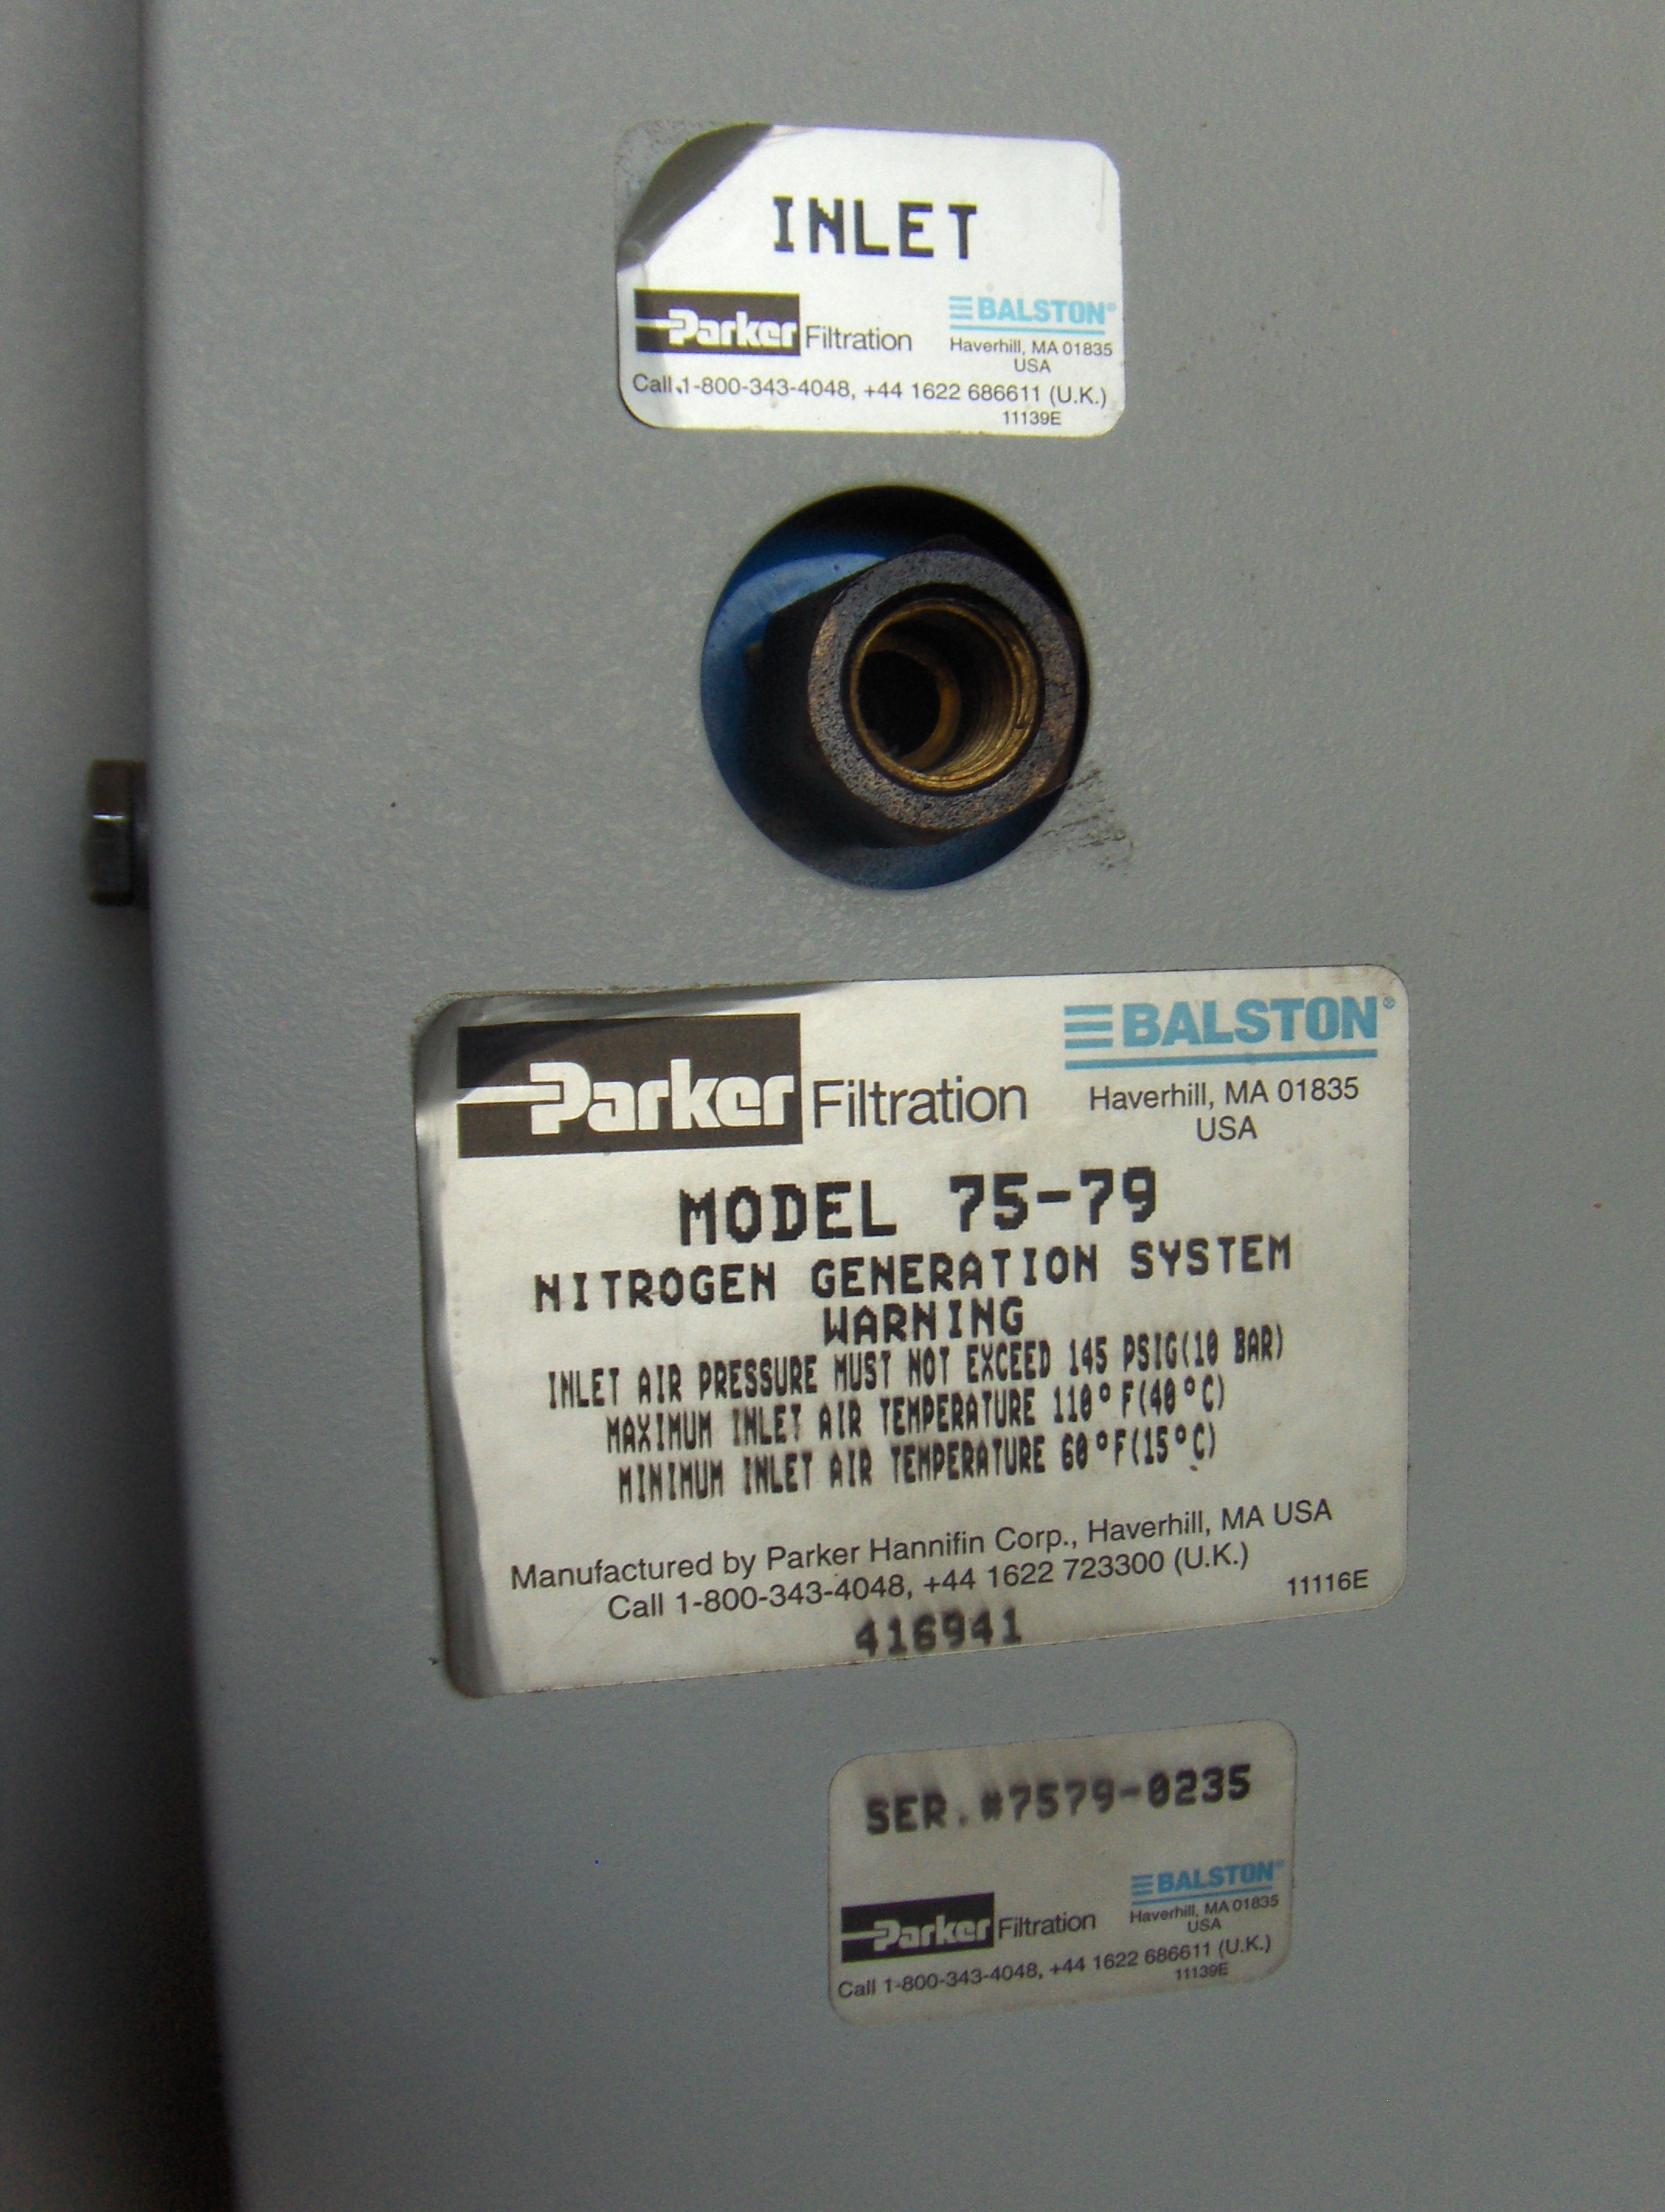 INLET
Parker Filtration
BALSTON®
Haverhill, MA 01835
USA
Call 1-800-343-4048, +44 1622 686611 (U.K.)
11139E
Parker Filtration
BALSTON®
Haverhill, MA 01835
USA
MODEL 75-79
NITROGEN GENERATION SYSTEM
WARNING
INLET AIR PRESSURE MUST NOT EXCEED 145 PSIG(10 BAR)
MAXIMUM INLET AIR TEMPERATURE 110°F(40°C)
MINIMUM INLET AIR TEMPERATURE 60°F(15°C)
Manufactured by Parker Hannifin Corp., Haverhill, MA USA
Call 1-800-343-4048, +44 1622 723300 (U.K.)
11116E
416941
SER.#7579-0235
Parker Filtration
BALSTON®
Haverhill, MA 01835
USA
Call 1-800-343-4048, +44 1622 686611 (U.K.)
11139E